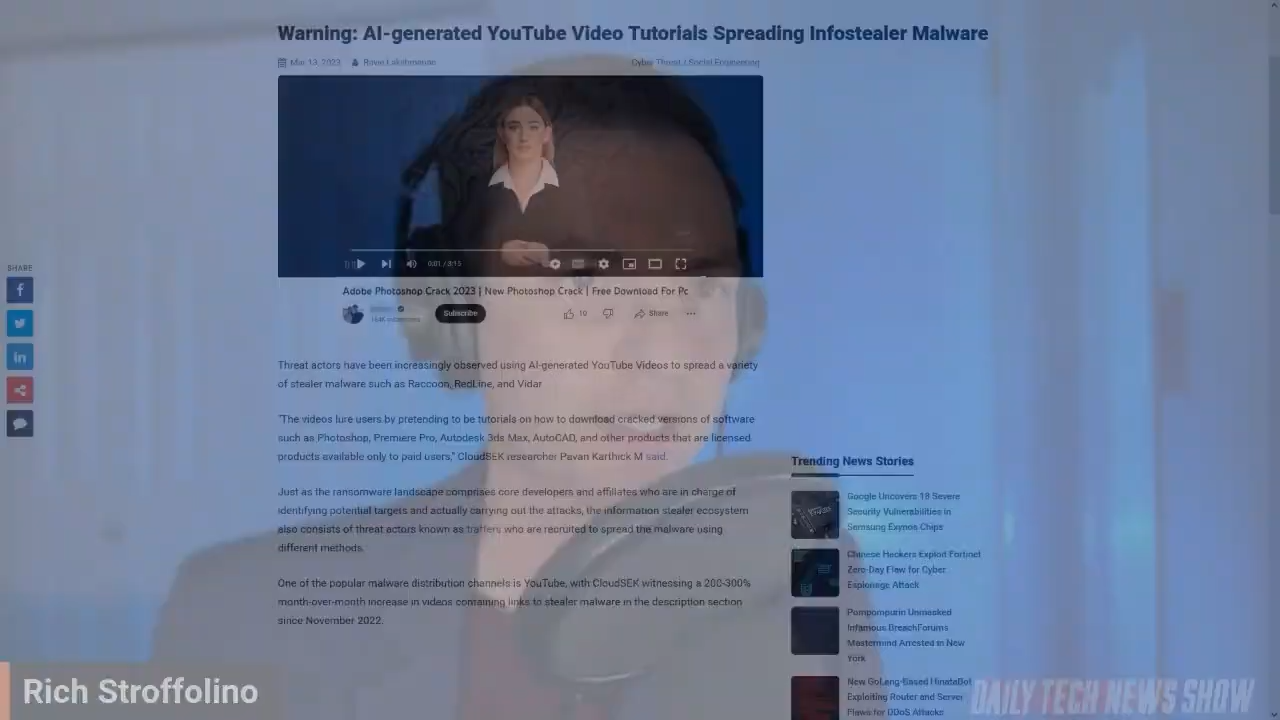 Warning: AI-generated YouTube Video Tutorials Spreading Infostealer Malware
Mar 13, 2023 Ravie Lakshmanan
Cyber Threat / Social Engineering
0:01 / 3:15
Adobe Photoshop Crack 2023 | New Photoshop Crack | Free Download For Pc
Subscribe
10
Share
SHARE
Threat actors have been increasingly observed using AI-generated YouTube Videos to spread a variety
of stealer malware such as Raccoon, RedLine, and Vidar
"The videos lure users by pretending to be tutorials on how to download cracked versions of software
such as Photoshop, Premiere Pro, Autodesk 3ds Max, AutoCAD, and other products that are licensed
products available only to paid users," CloudSEK researcher Pavan Karthick M said.
Just as the ransomware landscape comprises core developers and affiliates who are in charge of
identifying potential targets and actually carrying out the attacks, the information stealer ecosystem
also consists of threat actors known as traffers who are recruited to spread the malware using
different methods.
One of the popular malware distribution channels is YouTube, with CloudSEK witnessing a 200-300%
month-over-month increase in videos containing links to stealer malware in the description section
since November 2022.
Trending News Stories
Google Uncovers 18 Severe
Security Vulnerabilities in
Samsung Exynos Chips
Chinese Hackers Exploit Fortinet
Zero-Day Flaw for Cyber
Espionage Attack
Pompompurin Unmasked
Infamous BreachForums
Mastermind Arrested in New
York
New GoLang-Based HinataBot
Exploiting Router and Server
Flaws for DDoS Attacks
Rich Stroffolino
DAILY TECH NEWS SHOW